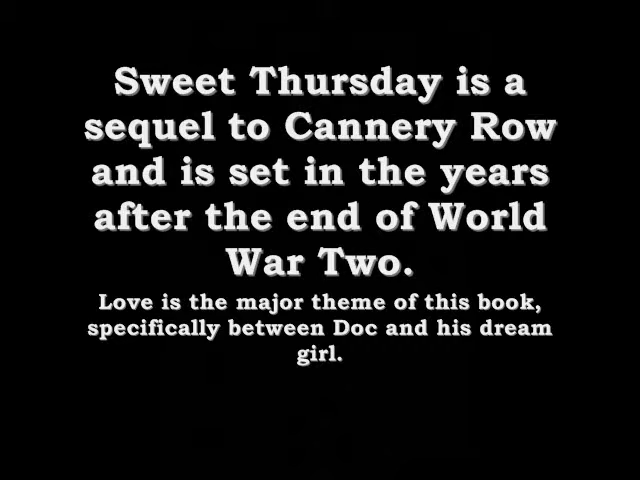 Sweet Thursday is a
sequel to Cannery Row
and is set in the years
after the end of World
War Two.
Love is the major theme of this book,
specifically between Doc and his dream
girl.